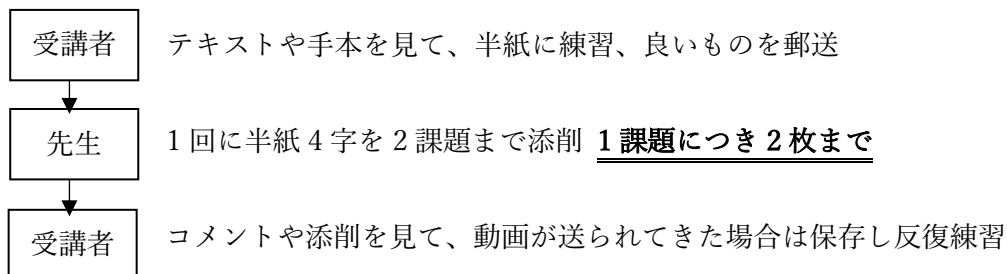 受講者 テキストや手本を見て、半紙に練習、良いものを郵送
先生 1回に半紙4字を2課題まで添削 1課題につき2枚まで
受講者 コメントや添削を見て、動画が送られてきた場合は保存し反復練習